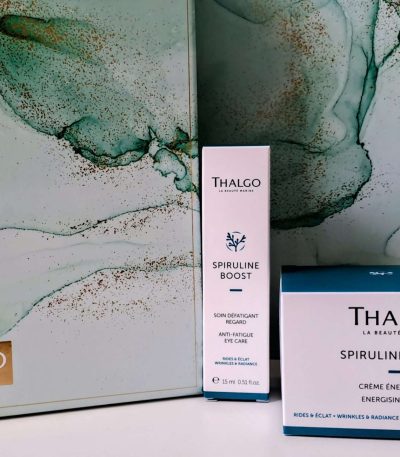 THALGO
LA BEAUTÉ MARINE
SPIRULINE
BOOST
SOIN DÉFATIGANT
REGARD
ANTI-FATIGUE
EYE CARE
RIDES & ÉCLAT
WRINKLES & RADIANCE
℮ 15 ml 0.51 fl.oz.
THALG
LA BEAUTÉ
SPIRULINE
CRÈME ÉNE
ENERGISIN
RIDES & ÉCLAT • WRINKLES & RADIANCE
O